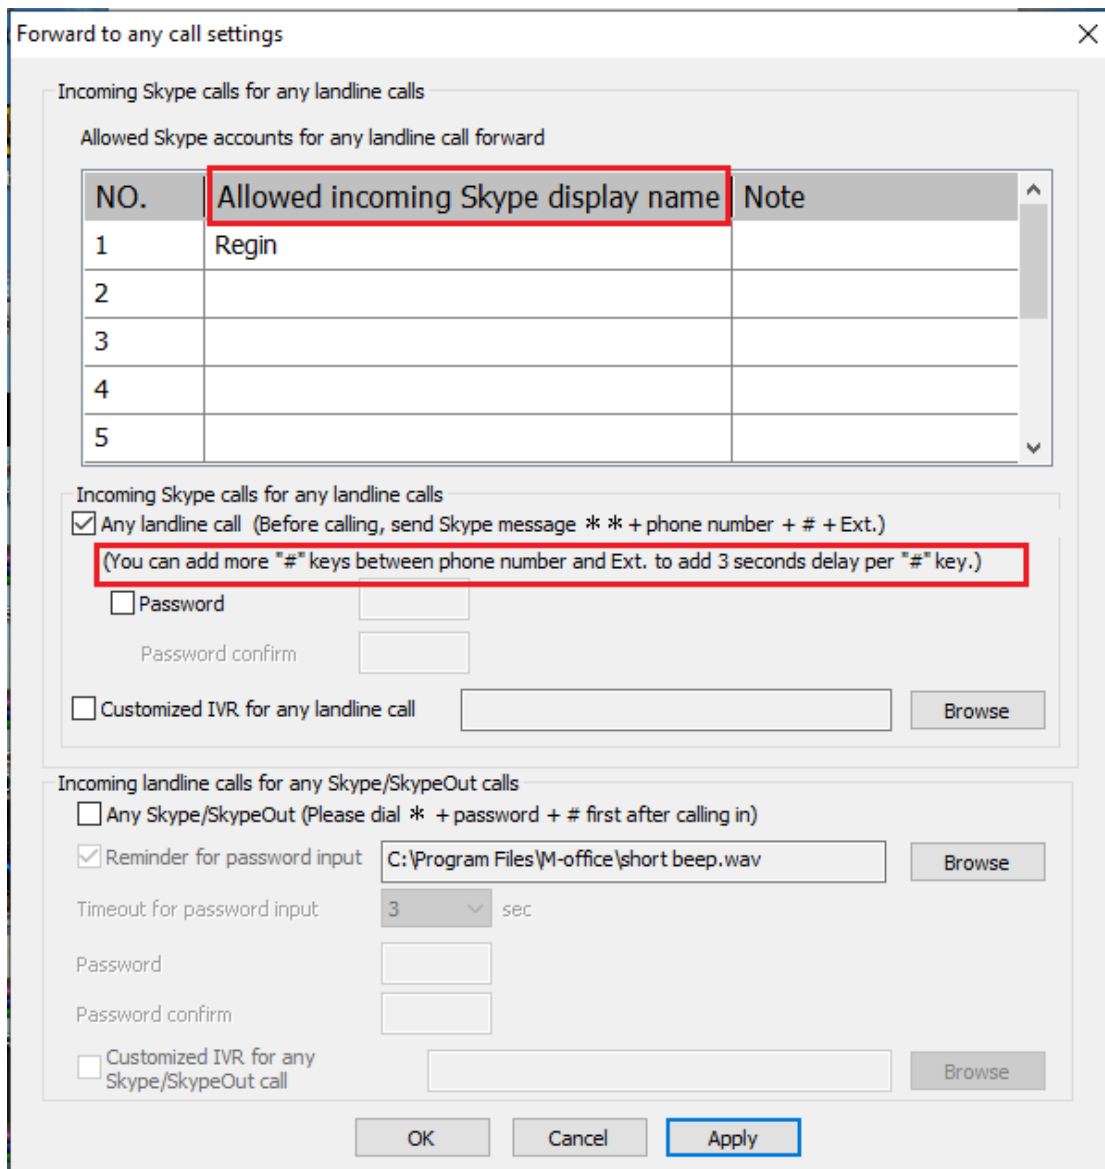 Forward to any call settings
Incoming Skype calls for any landline calls
Allowed Skype accounts for any landline call forward
NO. Allowed incoming Skype display name Note
1 Regin
2
3
4
5
Incoming Skype calls for any landline calls
Any landline call (Before calling, send Skype message * * + phone number + # + Ext.)
(You can add more "#" keys between phone number and Ext. to add 3 seconds delay per "#" key.)
Password
Password confirm
Customized IVR for any landline call Browse
Incoming landline calls for any Skype/SkypeOut calls
Any Skype/SkypeOut (Please dial * + password + # first after calling in)
Reminder for password input C:\Program Files\M-office\short beep.wav Browse
Timeout for password input 3 sec
Password
Password confirm
Customized IVR for any
Skype/SkypeOut call Browse
OK Cancel Apply